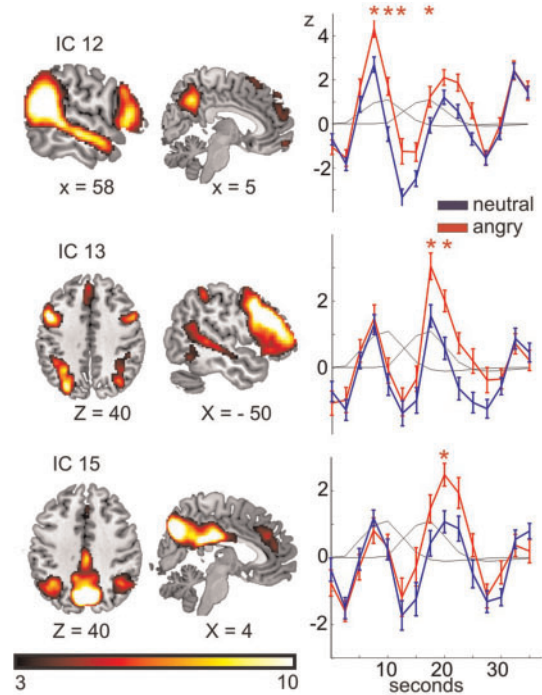 IC 12
x = 58
x = 5
z
* *** *
4
2
0
-2
neutral
angry
IC 13
Z = 40
X = - 50
**
2
0
IC 15
Z = 40
X = 4
*
2
0
-2
10 20 30
seconds
3 10